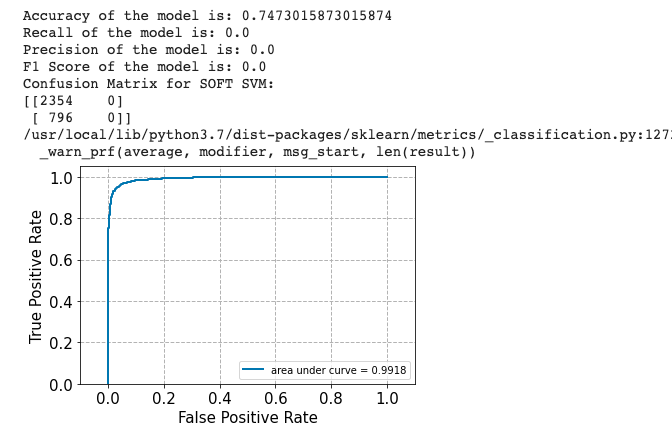 Accuracy of the model is: 0.7473015873015874
Recall of the model is: 0.0
Precision of the model is: 0.0
F1 Score of the model is: 0.0
Confusion Matrix for SOFT SVM:
[[2354    0]
 [ 796    0]]
/usr/local/lib/python3.7/dist-packages/sklearn/metrics/_classification.py:127
  _warn_prf(average, modifier, msg_start, len(result))
1.0
0.8
0.6
0.4
0.2
0.0
True Positive Rate
area under curve = 0.9918
0.0 0.2 0.4 0.6 0.8 1.0
False Positive Rate